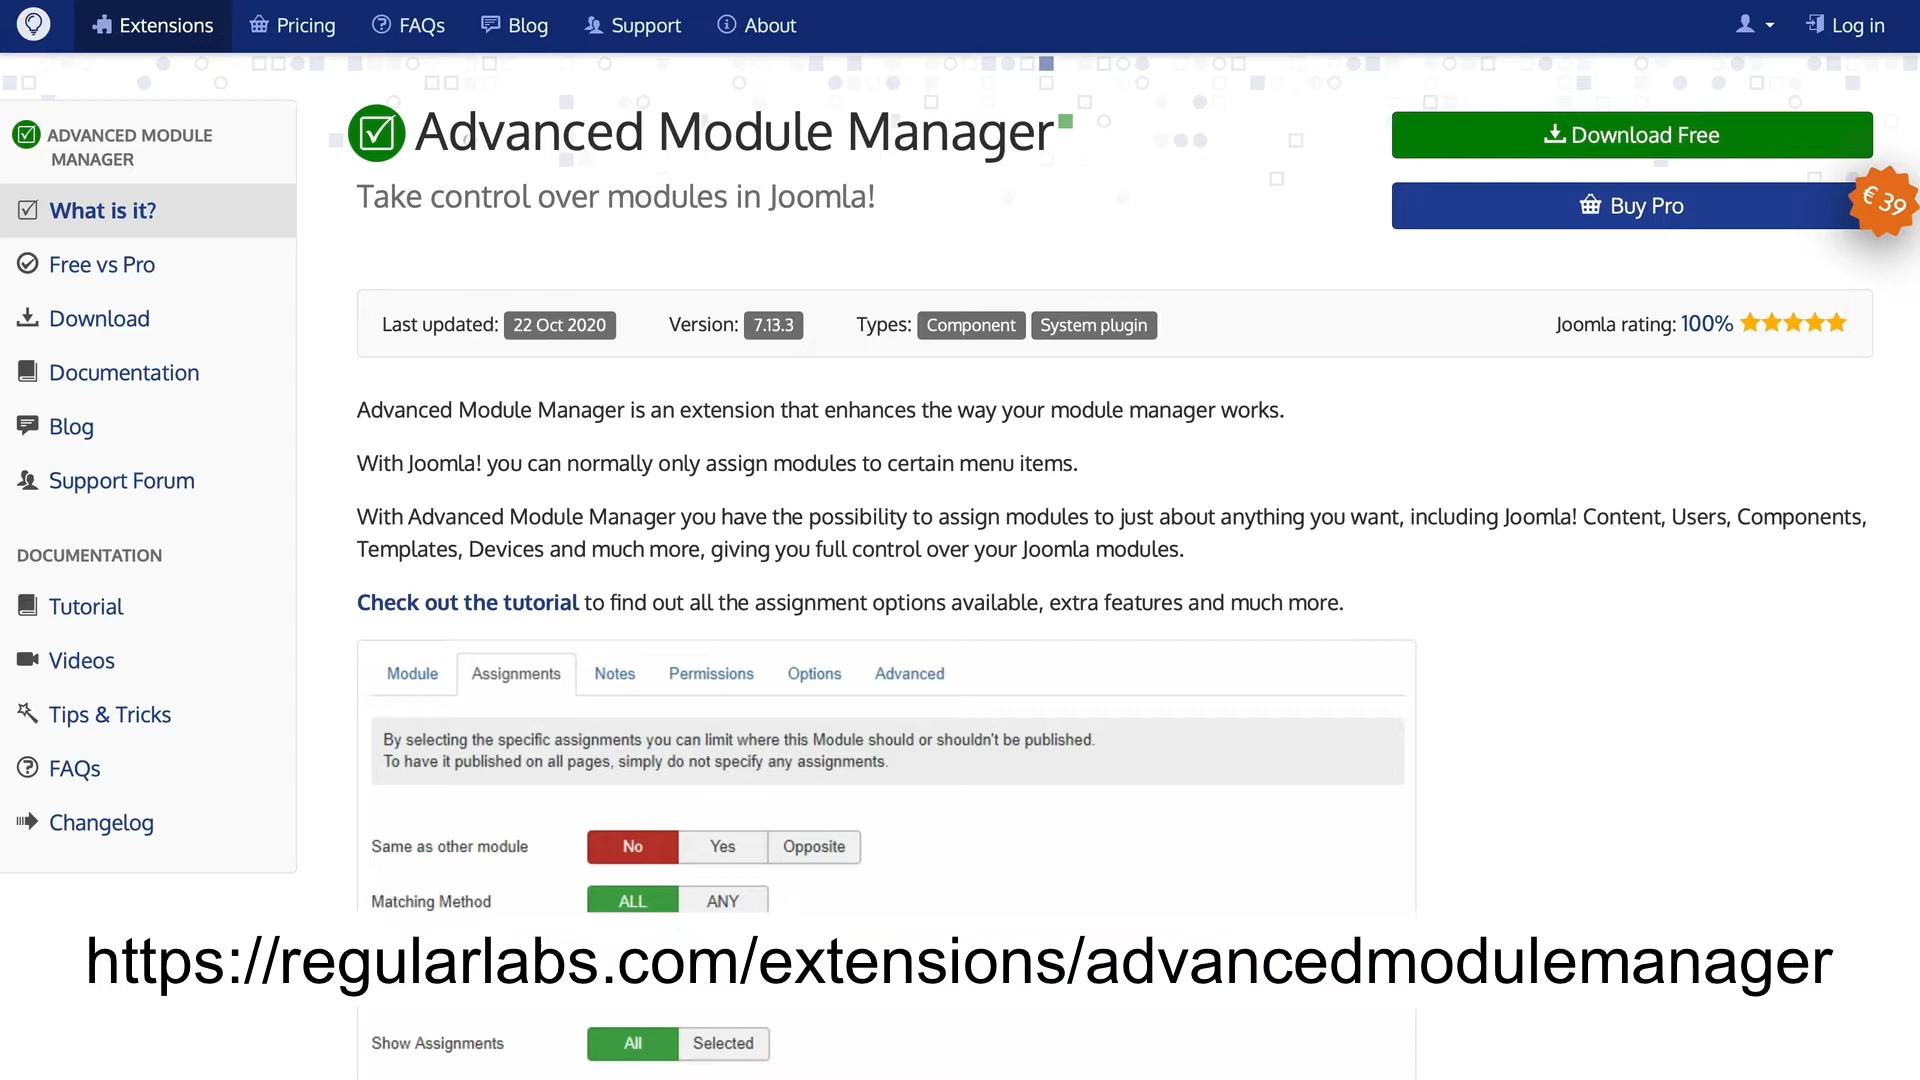 Extensions Pricing FAQs Blog Support About Log in
ADVANCED MODULE
MANAGER
What is it?
Free vs Pro
Download
Documentation
Blog
Support Forum
DOCUMENTATION
Tutorial
Videos
Tips & Tricks
FAQs
Changelog
Advanced Module Manager
Take control over modules in Joomla!
Download Free
Buy Pro
€ 39
Last updated: 22 Oct 2020 Version: 7.13.3 Types: Component System plugin Joomla rating: 100%
Advanced Module Manager is an extension that enhances the way your module manager works.
With Joomla! you can normally only assign modules to certain menu items.
With Advanced Module Manager you have the possibility to assign modules to just about anything you want, including Joomla! Content, Users, Components,
Templates, Devices and much more, giving you full control over your Joomla modules.
Check out the tutorial to find out all the assignment options available, extra features and much more.
Module Assignments Notes Permissions Options Advanced
By selecting the specific assignments you can limit where this Module should or shouldn't be published.
To have it published on all pages, simply do not specify any assignments.
Same as other module No Yes Opposite
Matching Method ALL ANY
https://regularlabs.com/extensions/advancedmodulemanager
Show Assignments All Selected